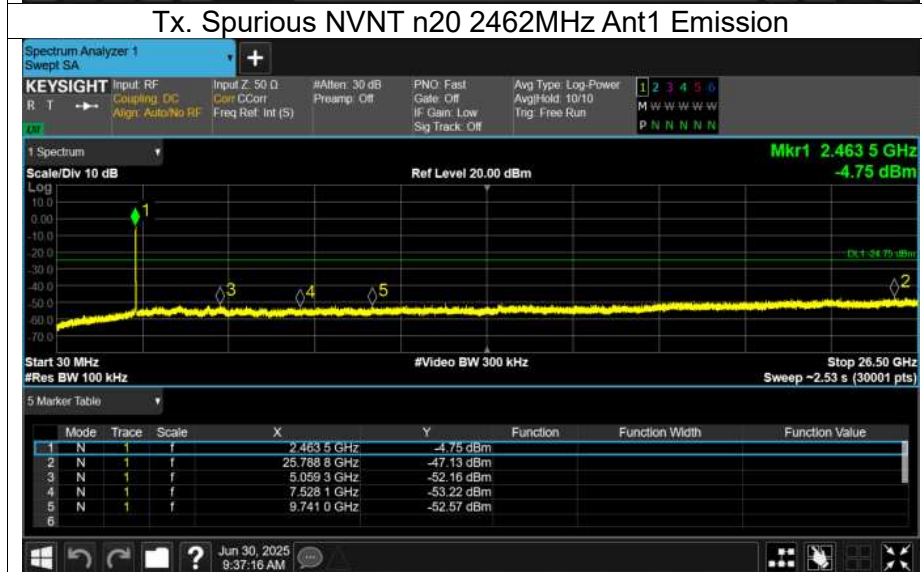 Tx. Spurious NVNT n20 2462MHz Ant1 Emission
Spectrum Analyzer 1
Swept SA
+
KEYSIGHT Input: RF Input Z: 50 Ω #Atten: 30 dB PNO: Fast Avg Type: Log-Power 1 2 3 4 5 6
R T Coupling: DC Corr CCorr Preamp: Off Gate: Off Avg|Hold: 10/10 M W W W W W
Align: Auto/No RF Freq Ref: Int (S) IF Gain: Low Trig: Free Run
Sig Track: Off P N N N N N
LXI
1 Spectrum
Mkr1 2.463 5 GHz
Scale/Div 10 dB Ref Level 20.00 dBm -4.75 dBm
Log
10.0
0.00
-10.0
-20.0
-30.0
-40.0
-50.0
-60.0
-70.0
1
DL1 -24.75 dBm
3
4
5
2
Start 30 MHz #Video BW 300 kHz Stop 26.50 GHz
#Res BW 100 kHz Sweep ~2.53 s (30001 pts)
5 Marker Table
Mode Trace Scale X Y Function Function Width Function Value
1 N 1 f 2.463 5 GHz -4.75 dBm
2 N 1 f 25.788 8 GHz -47.13 dBm
3 N 1 f 5.059 3 GHz -52.16 dBm
4 N 1 f 7.528 1 GHz -53.22 dBm
5 N 1 f 9.741 0 GHz -52.57 dBm
6
? Jun 30, 2025
9:37:16 AM